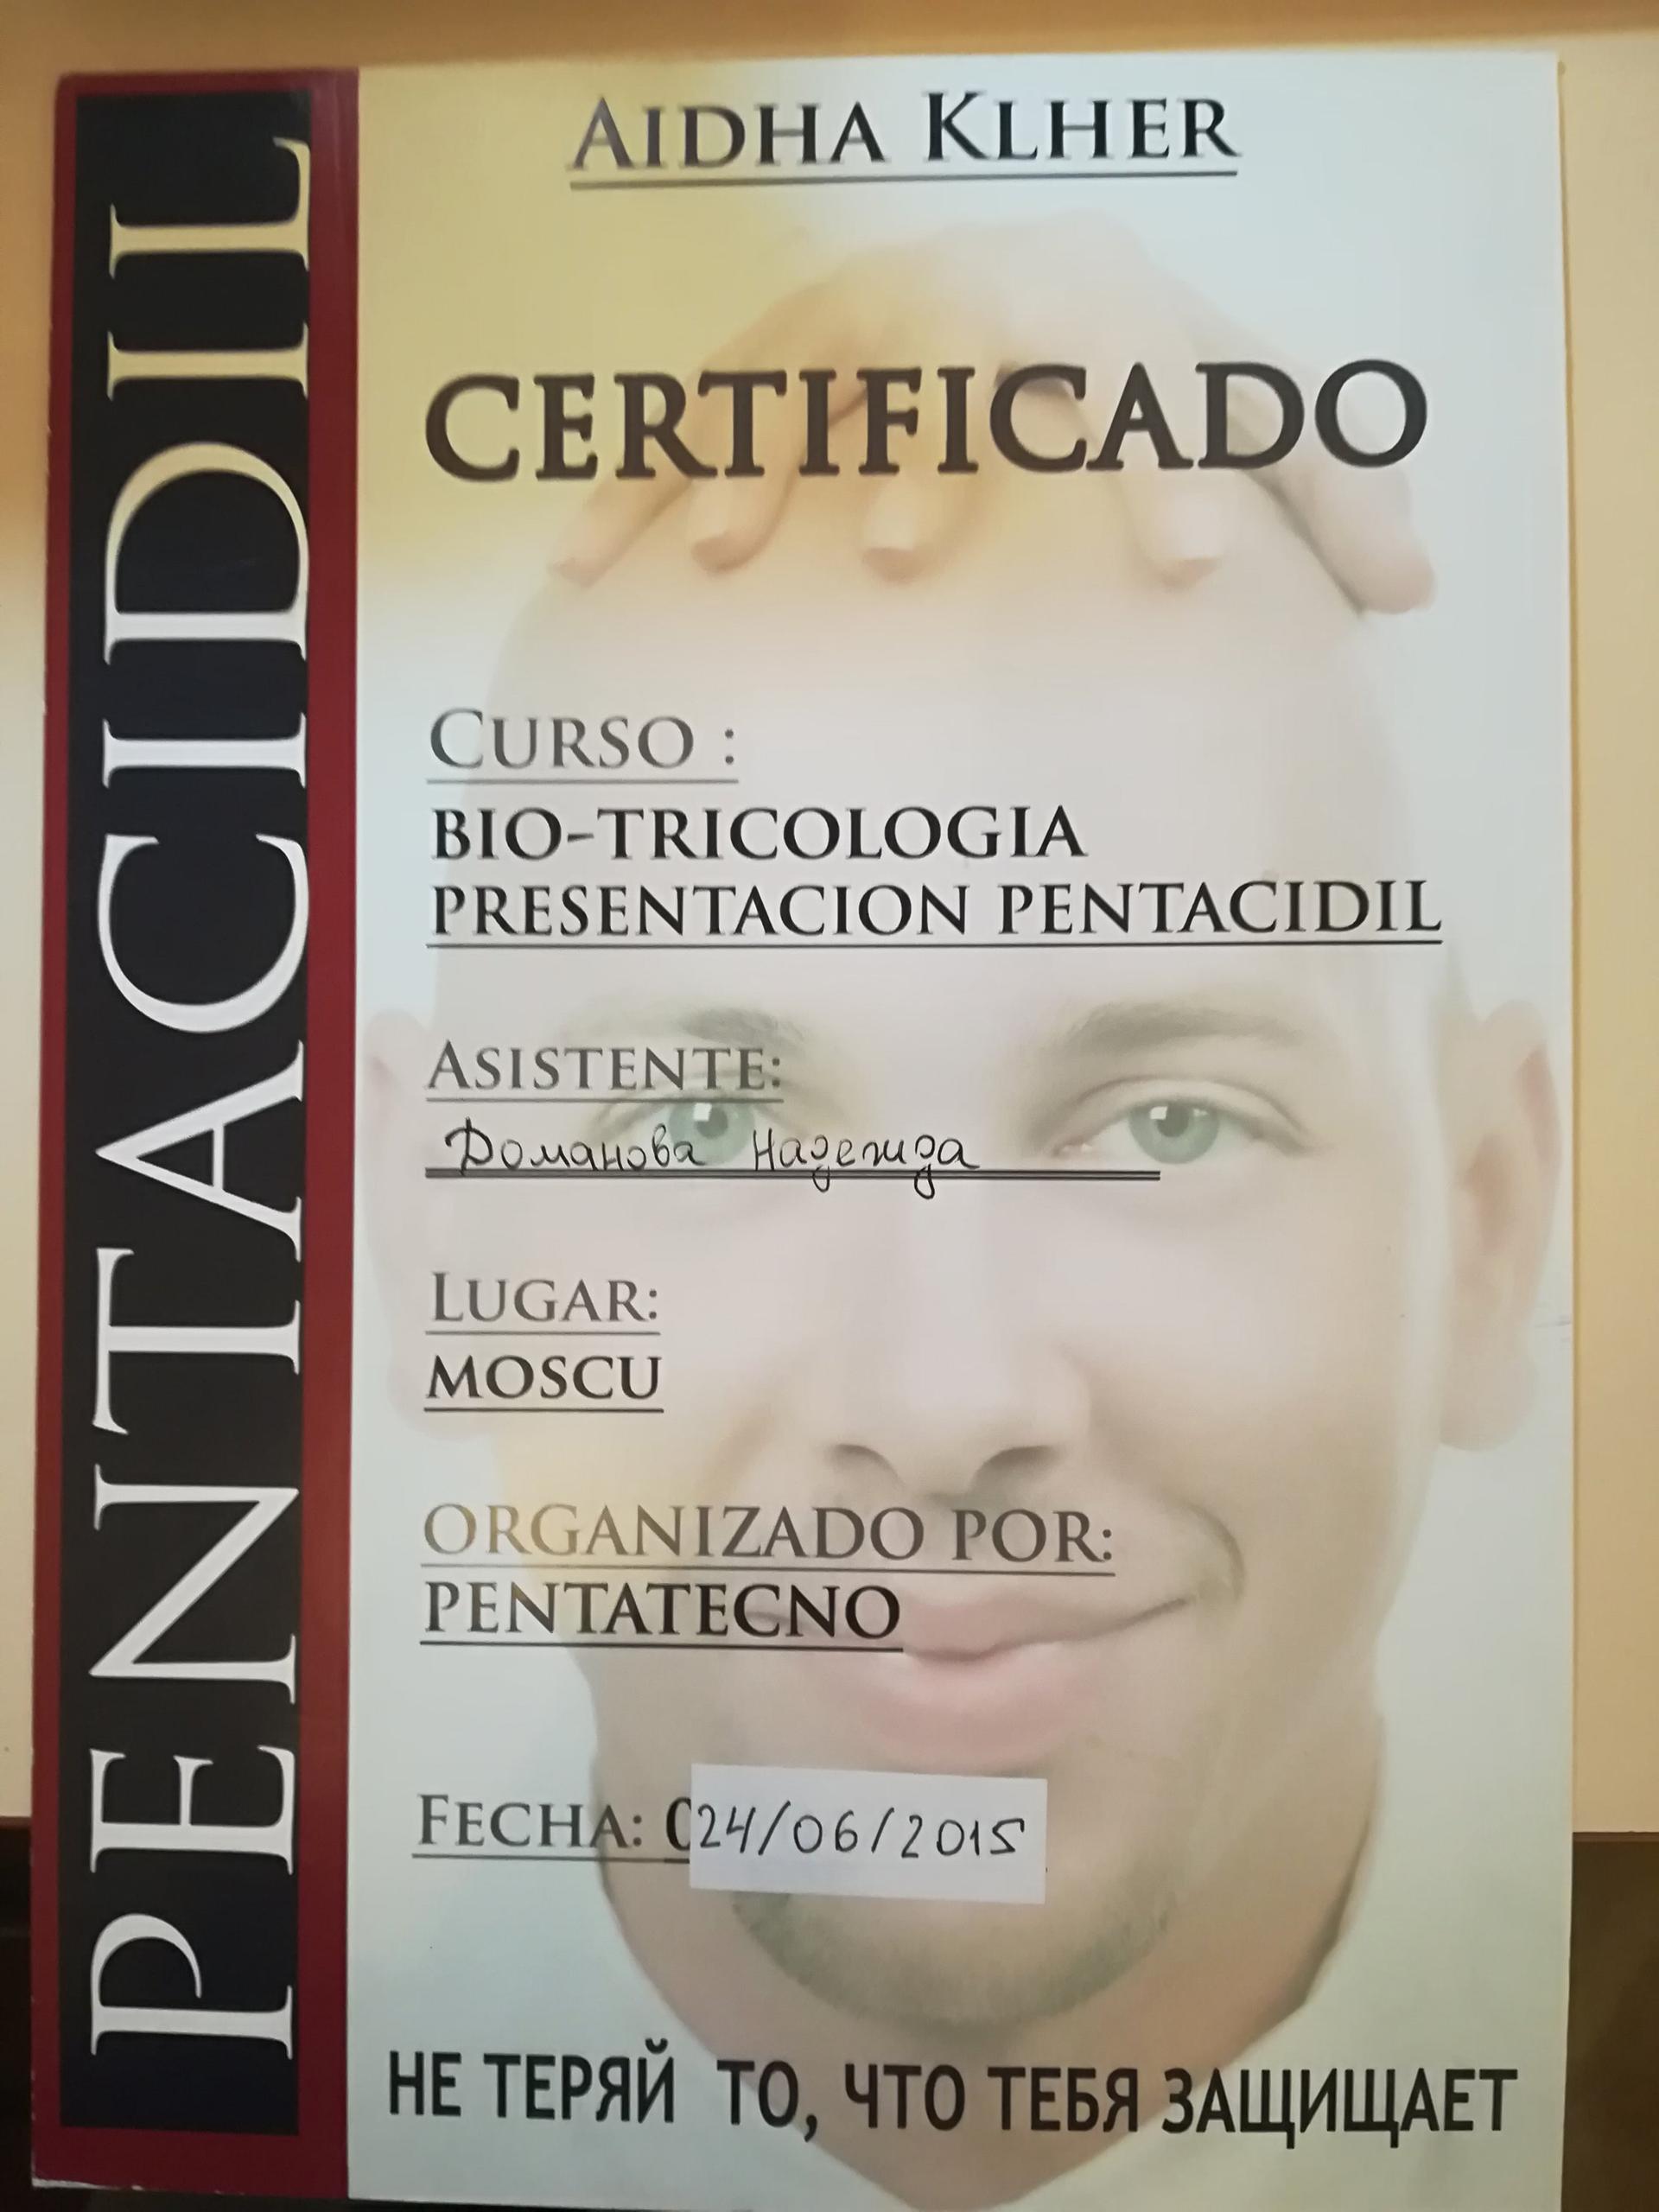 PENTACIDIL
AIDHA KLHER
CERTIFICADO
CURSO :
BIO-TRICOLOGIA
PRESENTACION PENTACIDIL
ASISTENTE:
Доманова Надежда
LUGAR:
MOSCU
ORGANIZADO POR:
PENTATECNO
FECHA: 024/06/2015
НЕ ТЕРЯЙ ТО, ЧТО ТЕБЯ ЗАЩИЩАЕТ